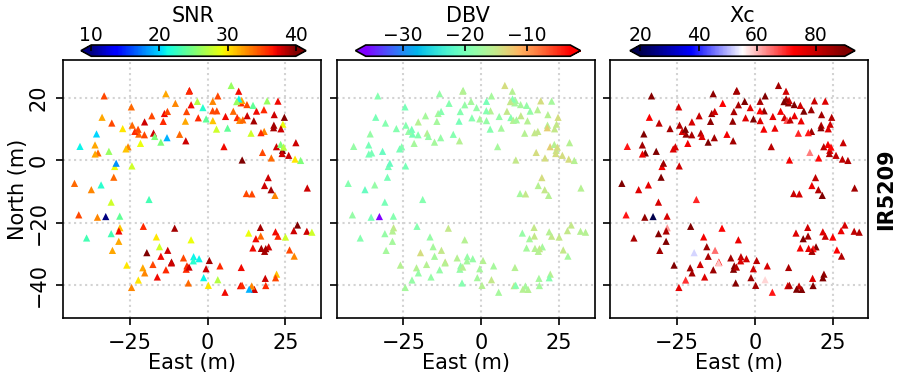 SNR DBV Xc
10 20 30 40 −30 −20 −10 20 40 60 80
20
0
−20
−40
North (m)
−25 0 25 −25 0 25 −25 0 25
East (m) East (m) East (m)
IR5209